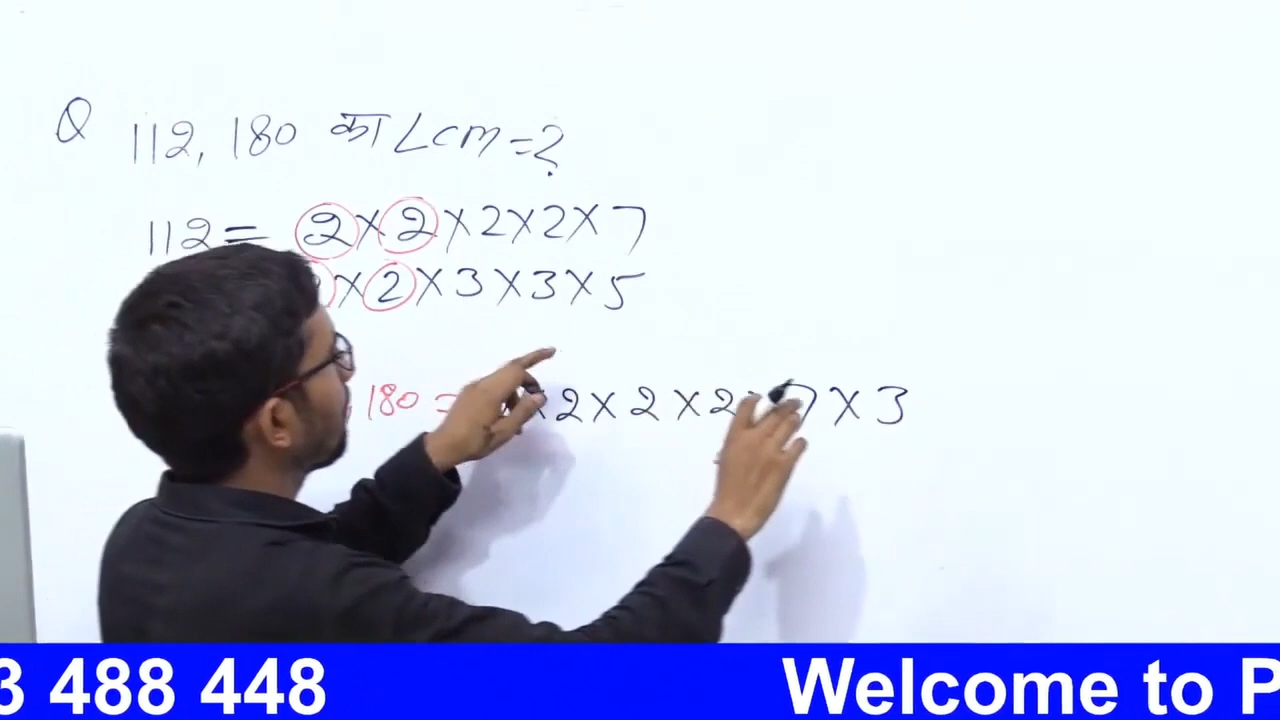 Q 112, 180 का Lcm = ?
112 = 2 × 2 × 2 × 2 × 7
× 2 × 3 × 3 × 5
180 = × 2 × 2 × 2 7 × 3
3 488 448 Welcome to P